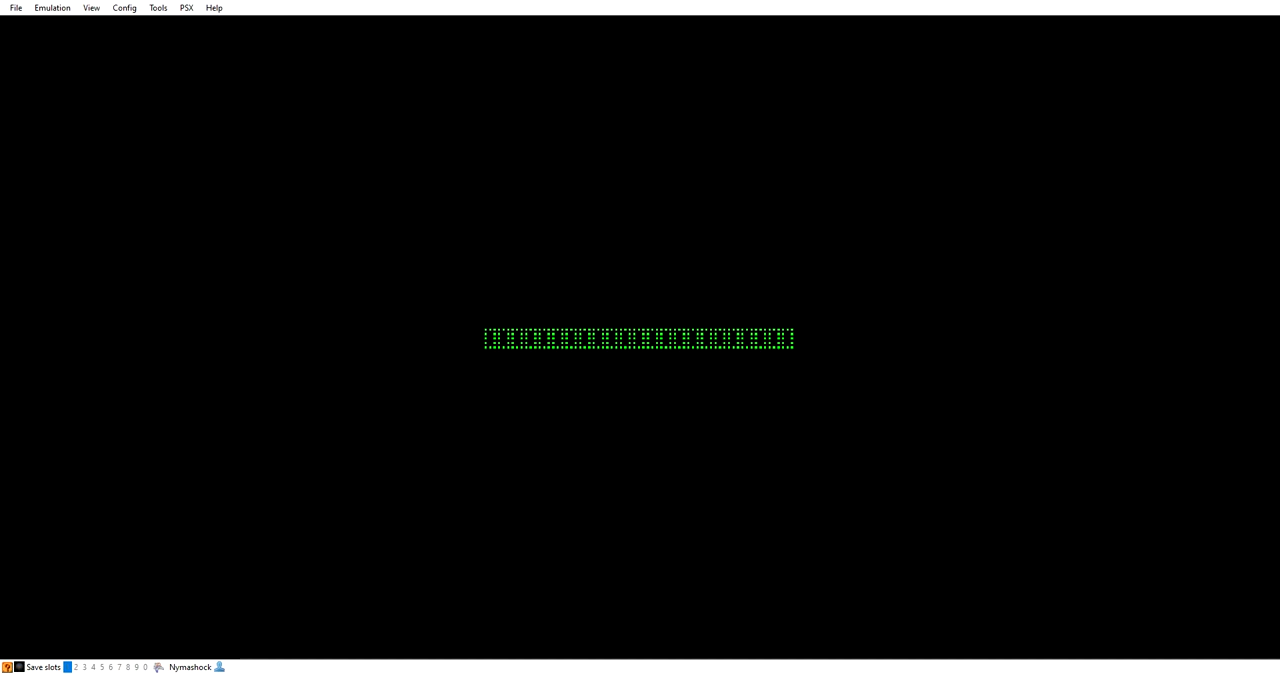 File Emulation View Config Tools PSX Help
Save slots 2 3 4 5 6 7 8 9 0 Nymashock